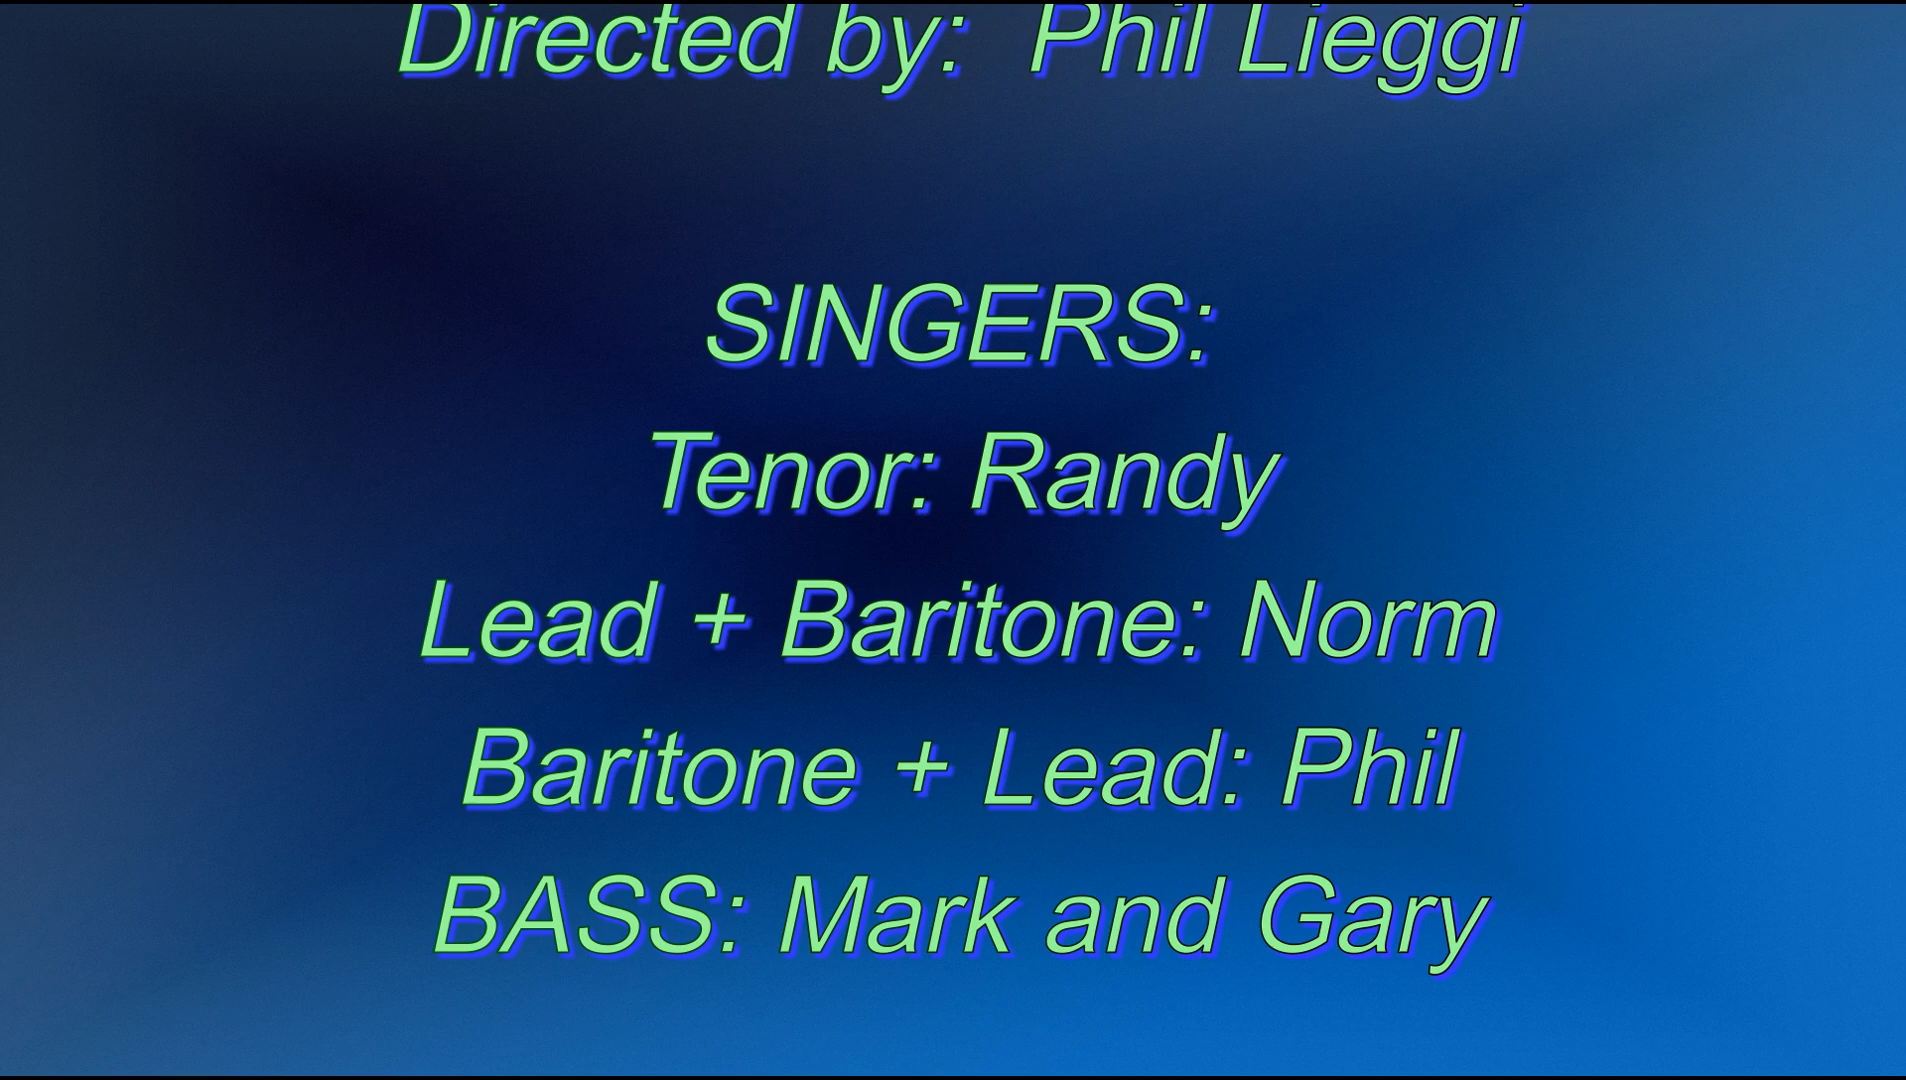 Directed by:  Phil Lieggi
SINGERS:
Tenor: Randy
Lead + Baritone: Norm
Baritone + Lead: Phil
BASS: Mark and Gary